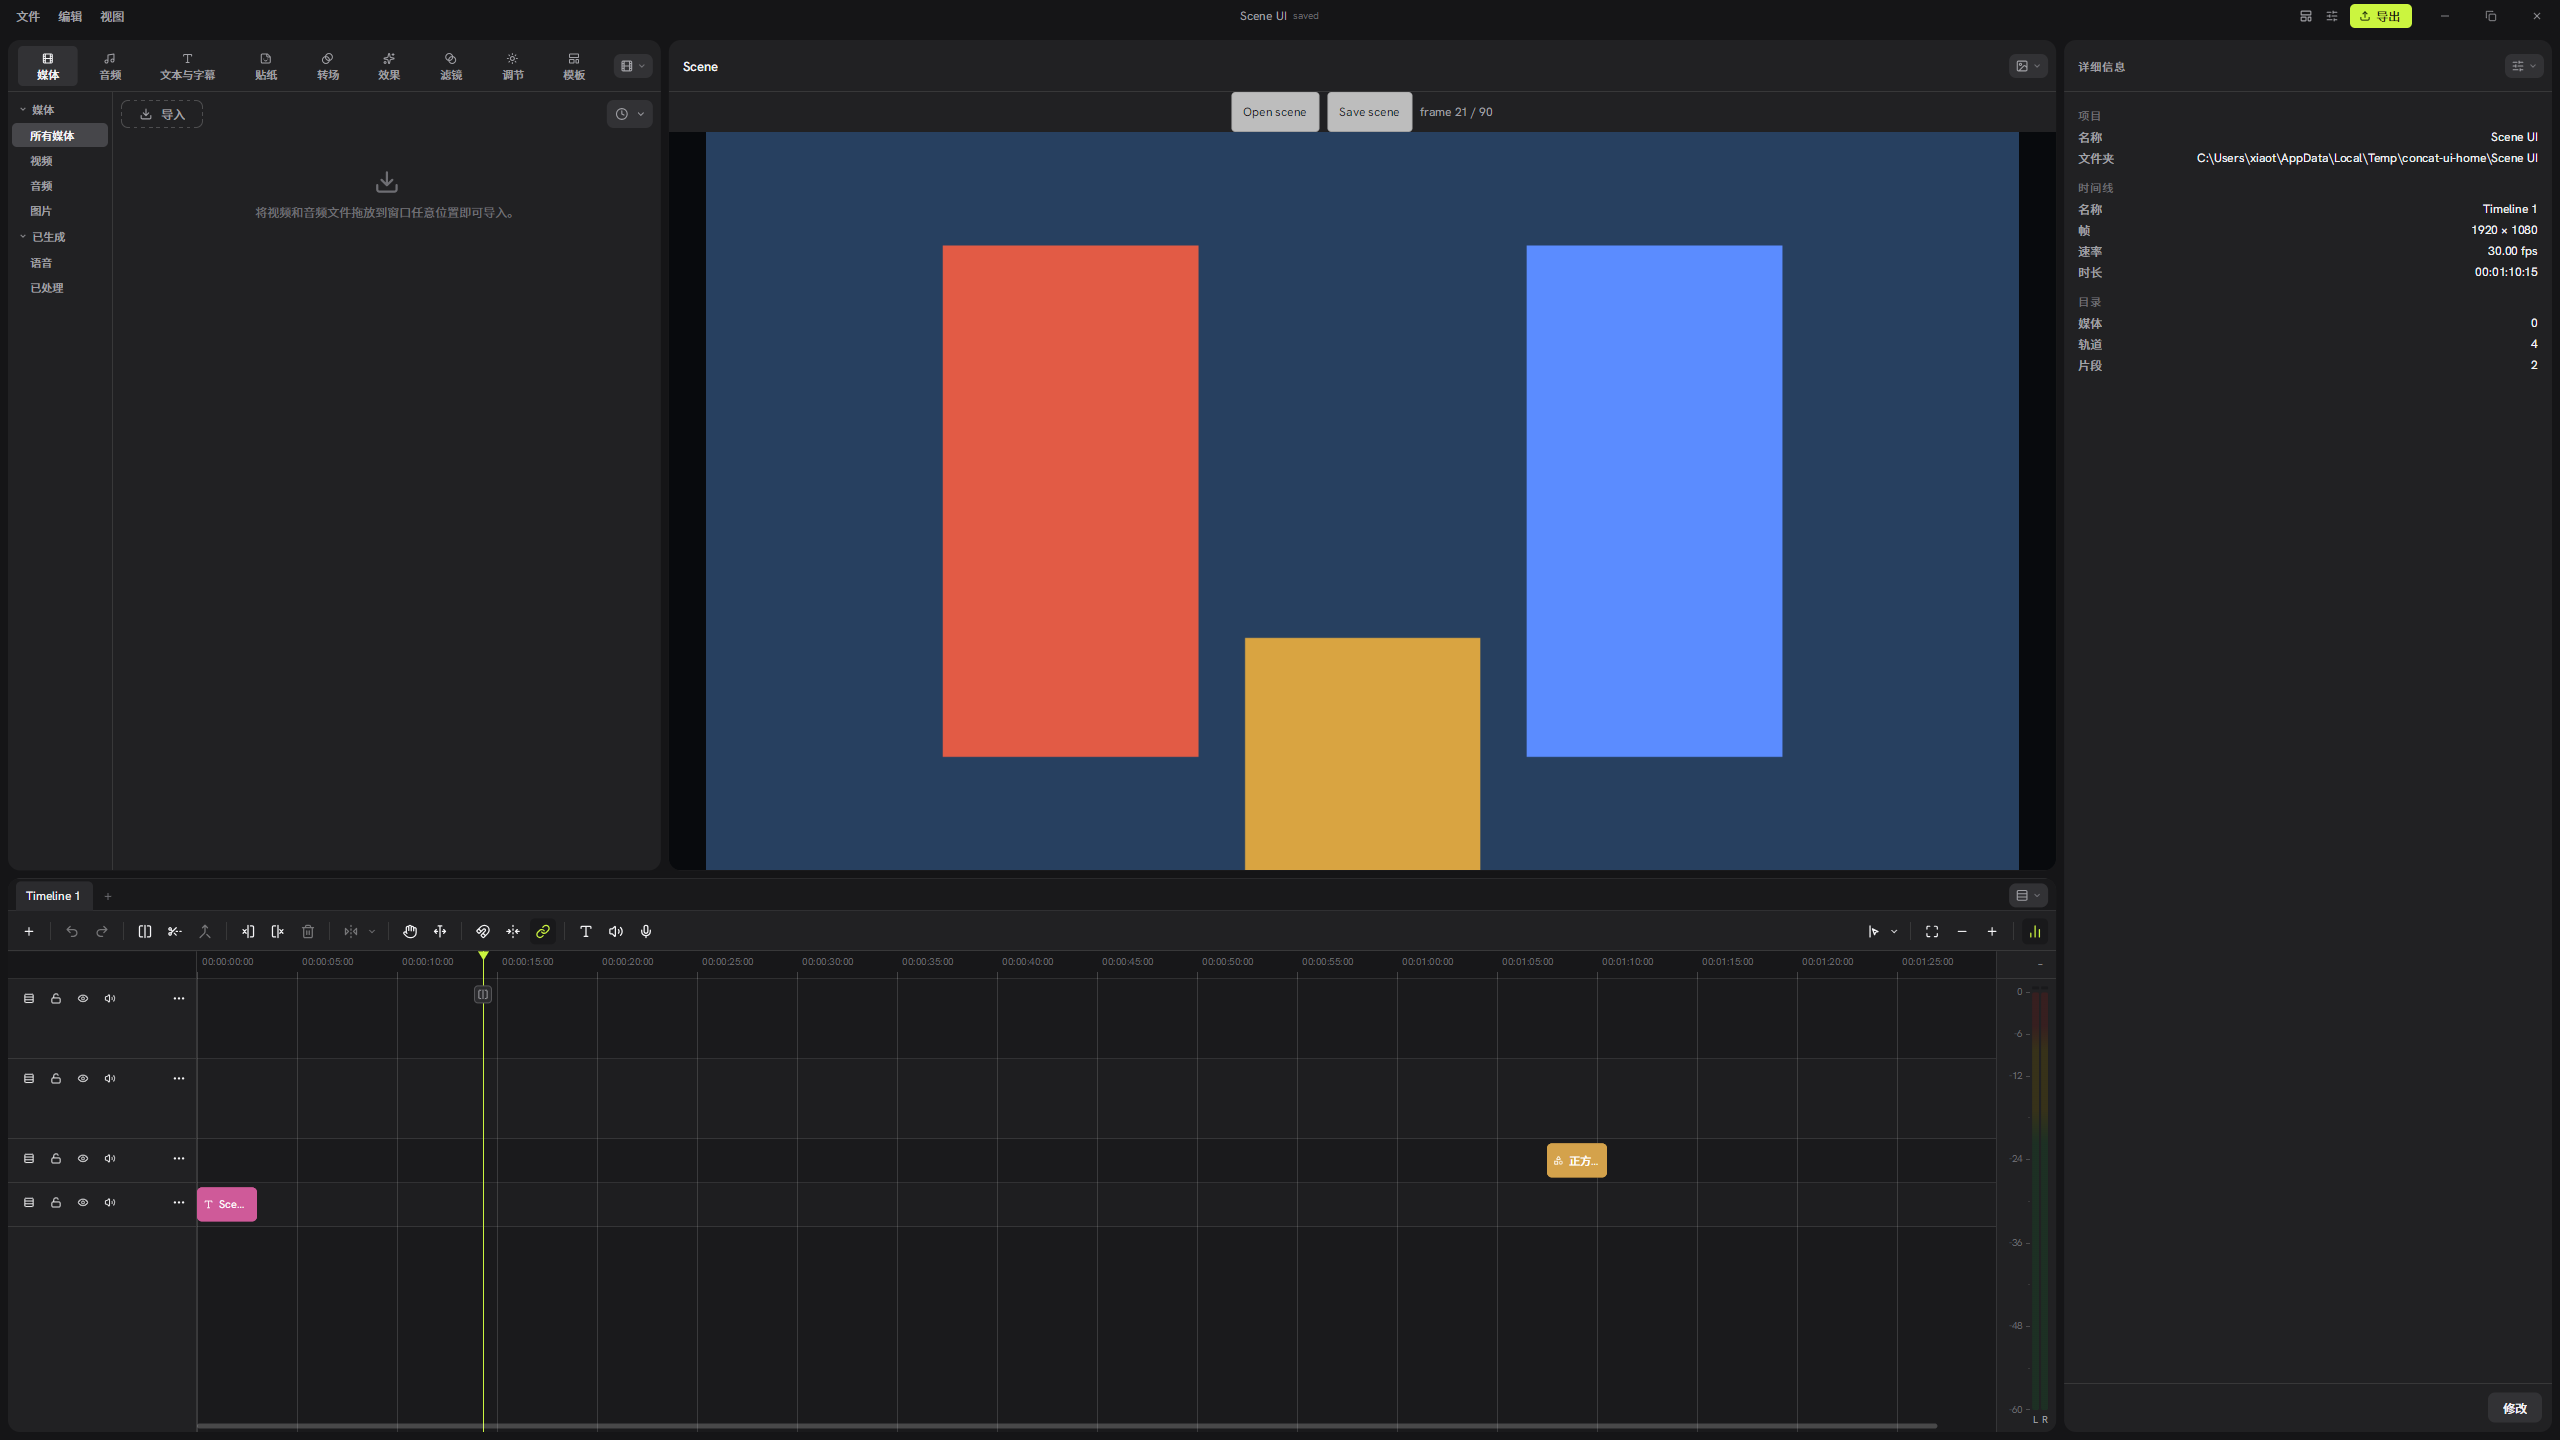 文件 编辑 视图
Scene UI saved
导出
媒体 音频 文本与字幕 贴纸 转场 效果 滤镜 调节 模板
媒体
所有媒体
视频
音频
图片
已生成
语音
已处理
导入
将视频和音频文件拖放到窗口任意位置即可导入。
Scene
Open scene Save scene frame 21 / 90
详细信息
项目
名称 Scene UI
文件夹 C:\Users\xiaot\AppData\Local\Temp\concat-ui-home\Scene UI
时间线
名称 Timeline 1
帧 1920 × 1080
速率 30.00 fps
时长 00:01:10:15
目录
媒体 0
轨道 4
片段 2
修改
Timeline 1
00:00:00:00 00:00:05:00 00:00:10:00 00:00:15:00 00:00:20:00 00:00:25:00 00:00:30:00 00:00:35:00 00:00:40:00 00:00:45:00 00:00:50:00 00:00:55:00 00:01:00:00 00:01:05:00 00:01:10:00 00:01:15:00 00:01:20:00 00:01:25:00
正方...
Sce...
0
-6
-12
-24
-36
-48
-60
L R